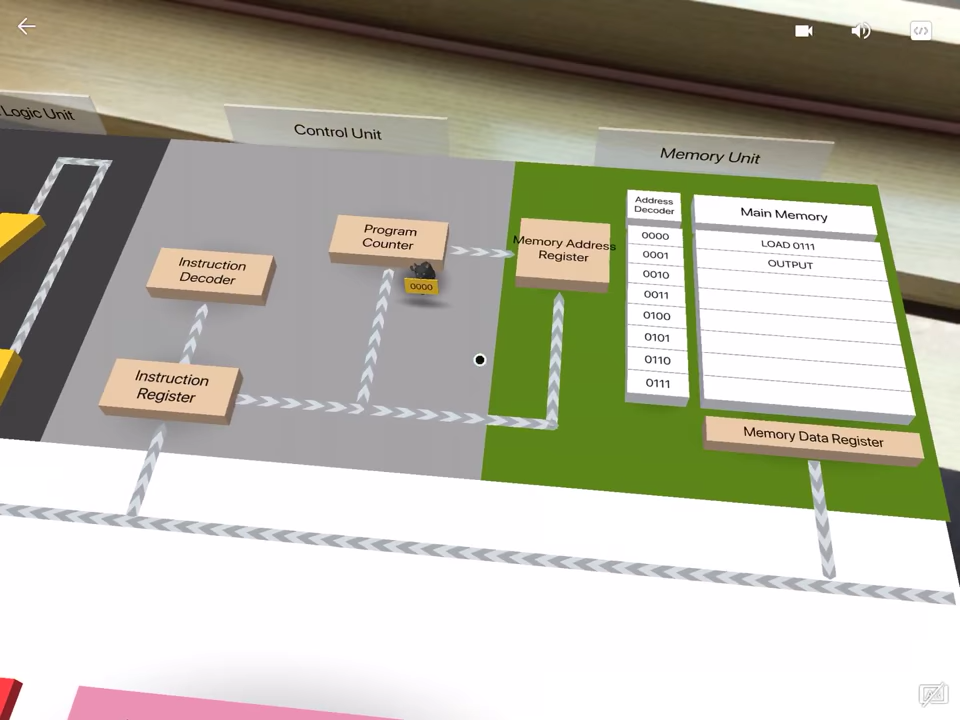 Logic Unit
Control Unit
Memory Unit
Program
Counter
0000
Instruction
Decoder
Instruction
Register
Memory Address
Register
Address
Decoder
0000
0001
0010
0011
0100
0101
0110
0111
Main Memory
LOAD 0111
OUTPUT
Memory Data Register